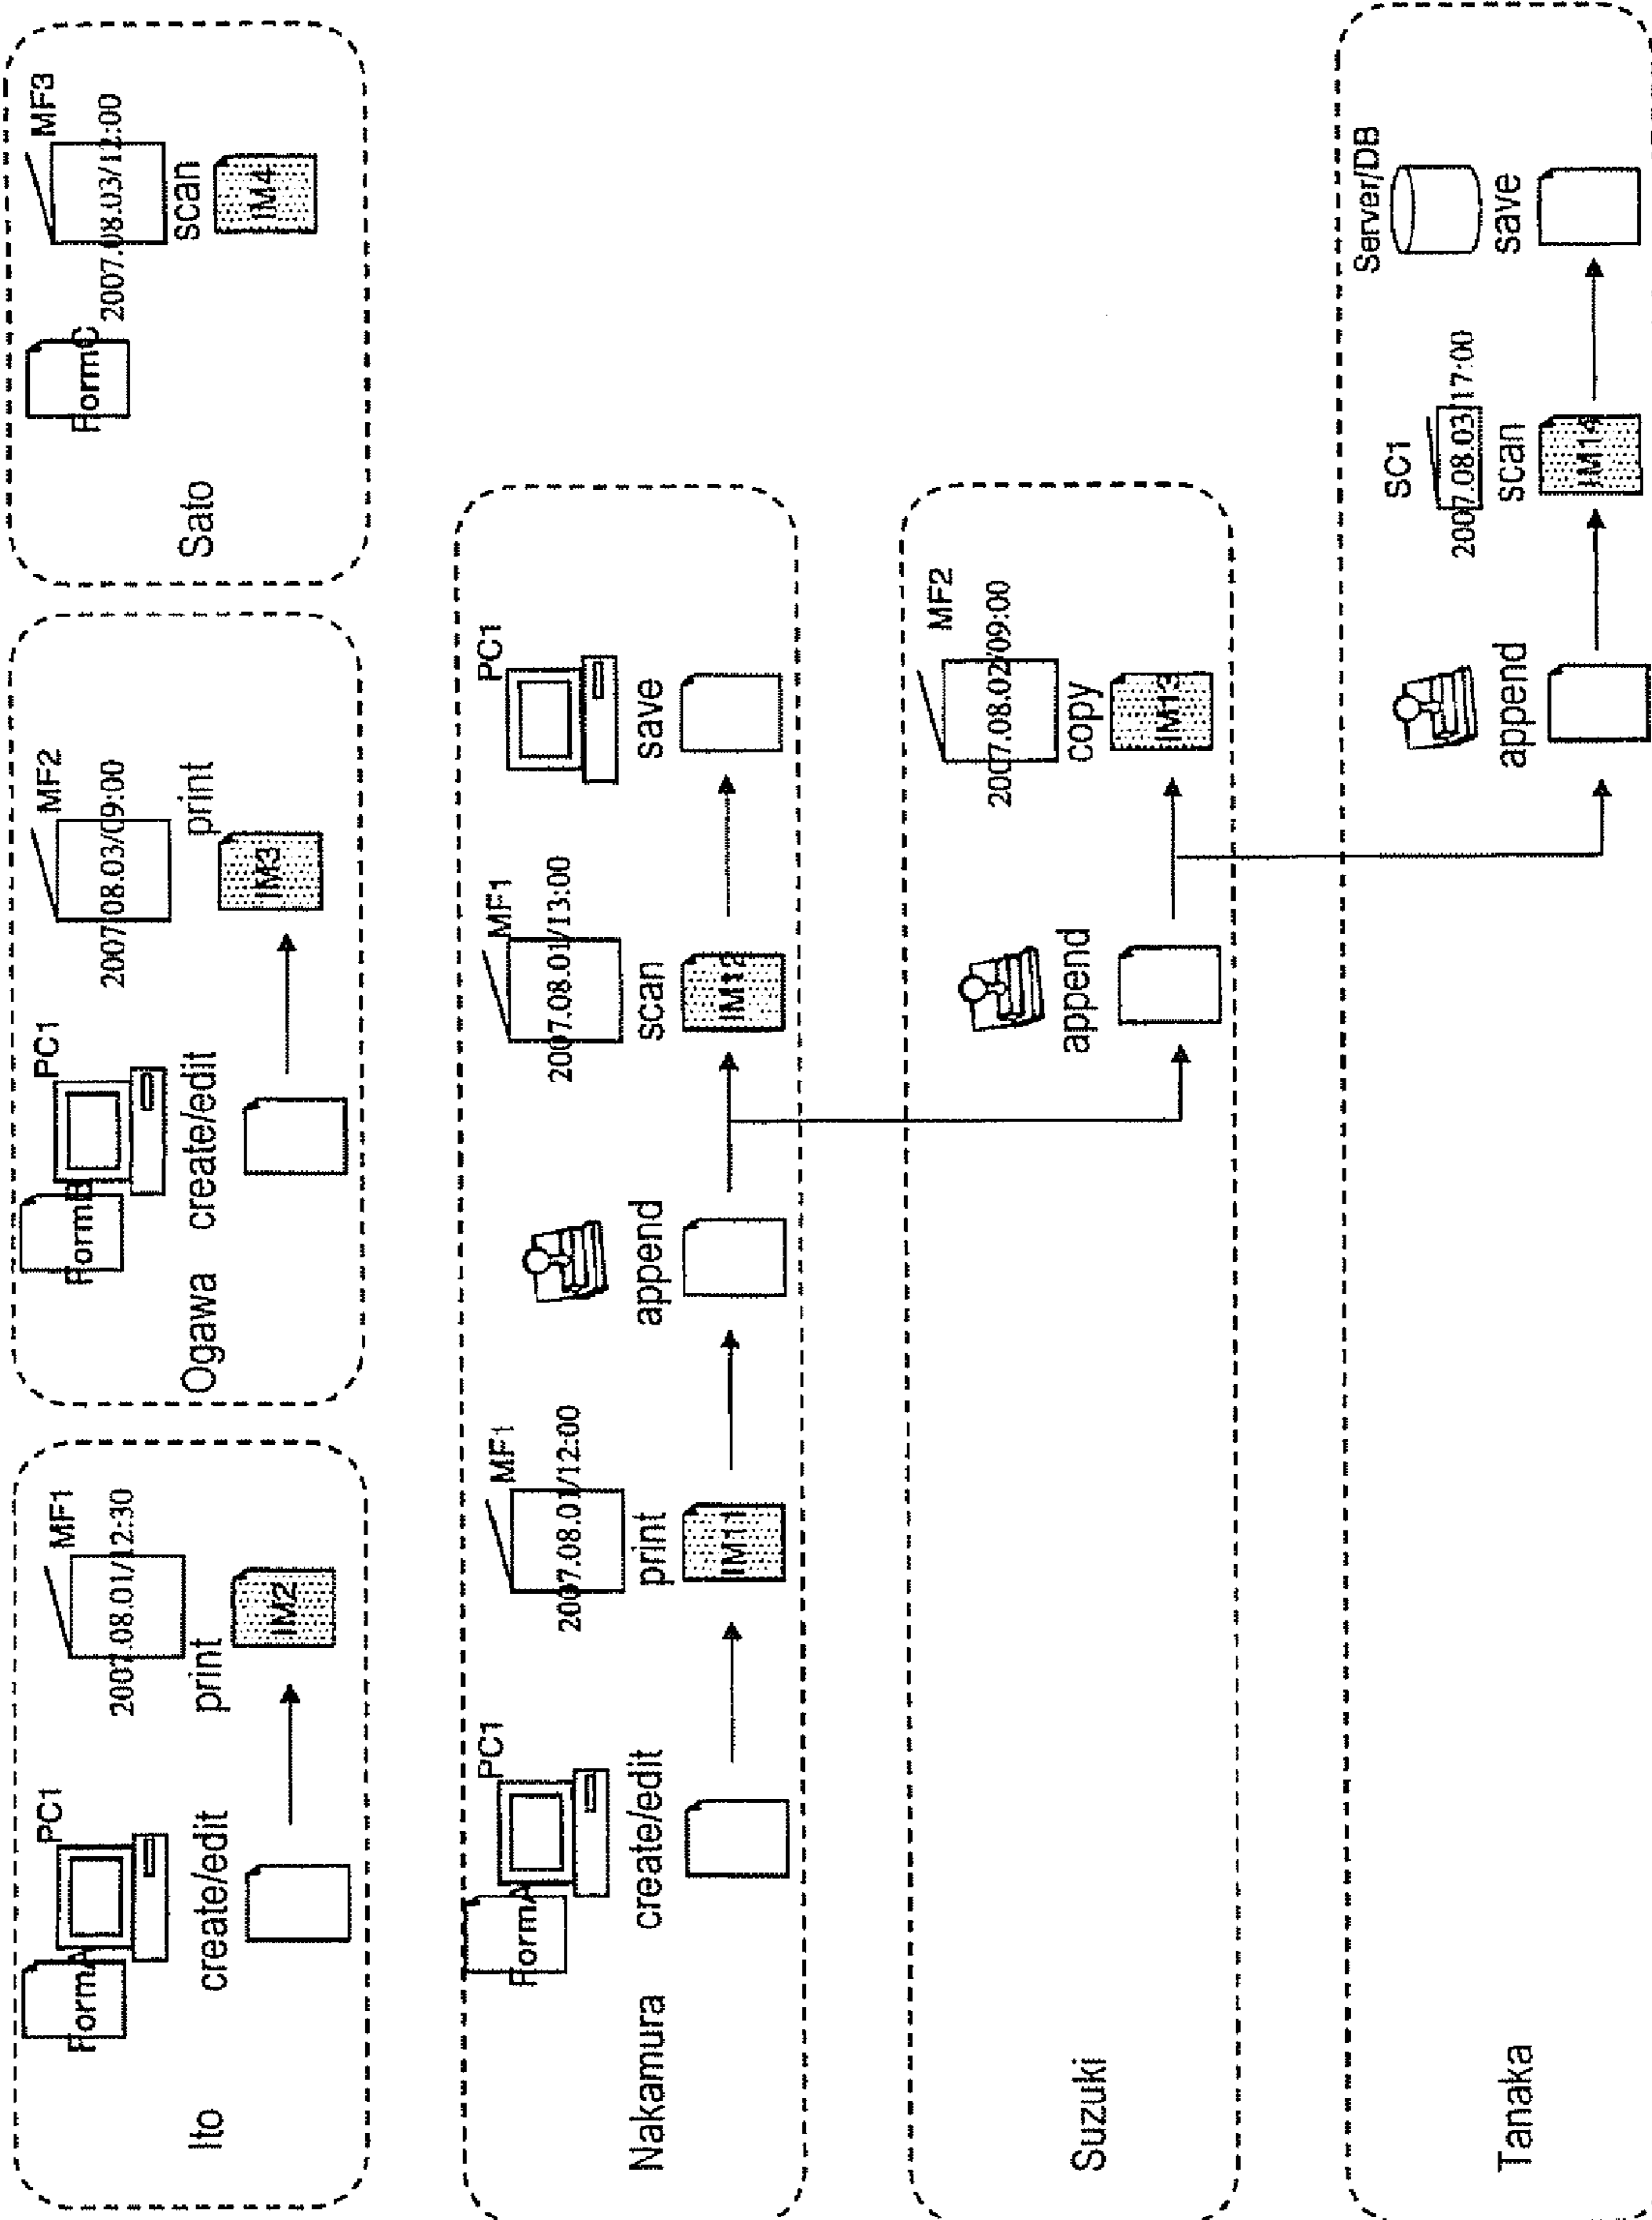 Ito
FormA
PC1
create/edit
MF1
2007.08.01/12:30
print
IM2
Ogawa
FormB
PC1
create/edit
MF2
2007/08.03/09:00
print
IM3
Sato
FormC
MF3
2007.08.03/12:00
scan
IM4
Nakamura
FormA
PC1
create/edit
MF1
2007.08.01/12:00
print
IM11
append
MF1
2007.08.01/13:00
scan
IM12
PC1
save
Suzuki
append
MF2
2007.08.02/09:00
copy
IM13
Tanaka
append
SC1
2007.08.03/17:00
scan
IM14
Server/DB
save